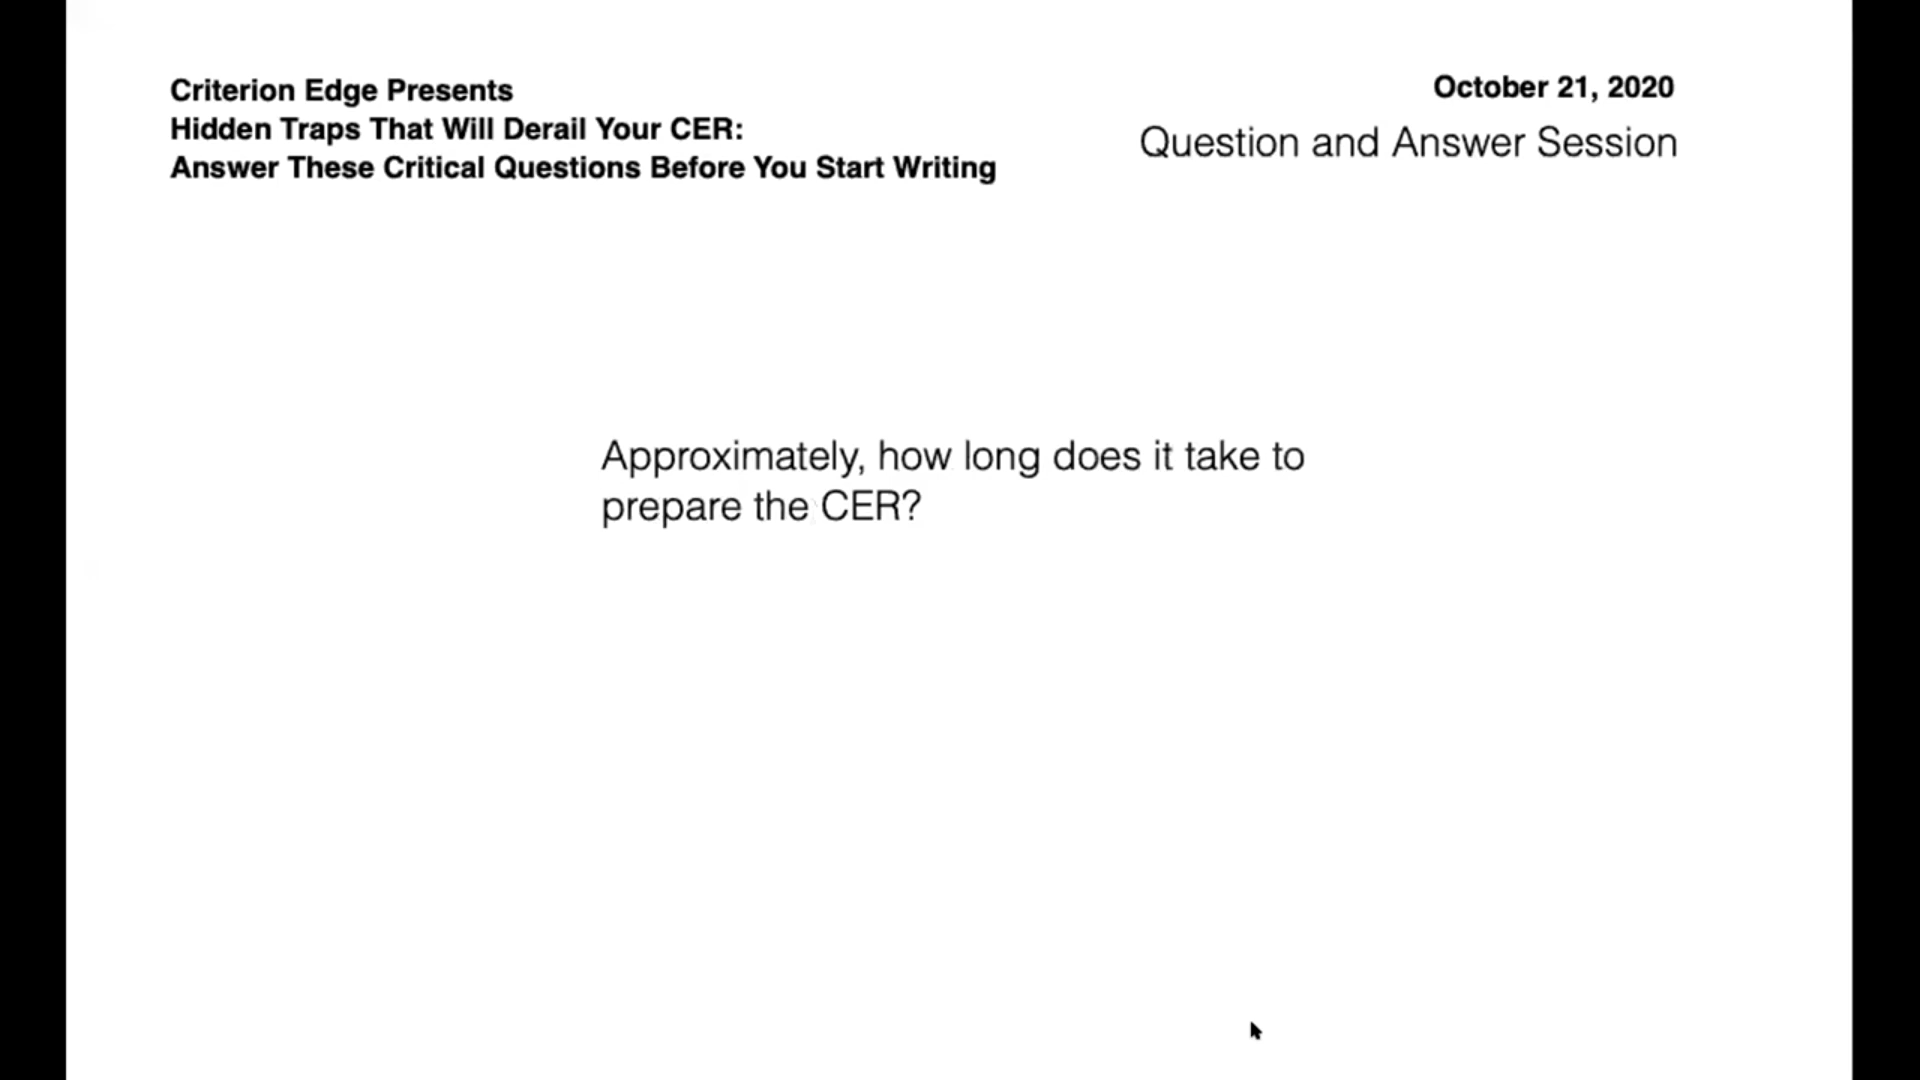 Criterion Edge Presents
Hidden Traps That Will Derail Your CER:
Answer These Critical Questions Before You Start Writing
October 21, 2020
Question and Answer Session
Approximately, how long does it take to
prepare the CER?